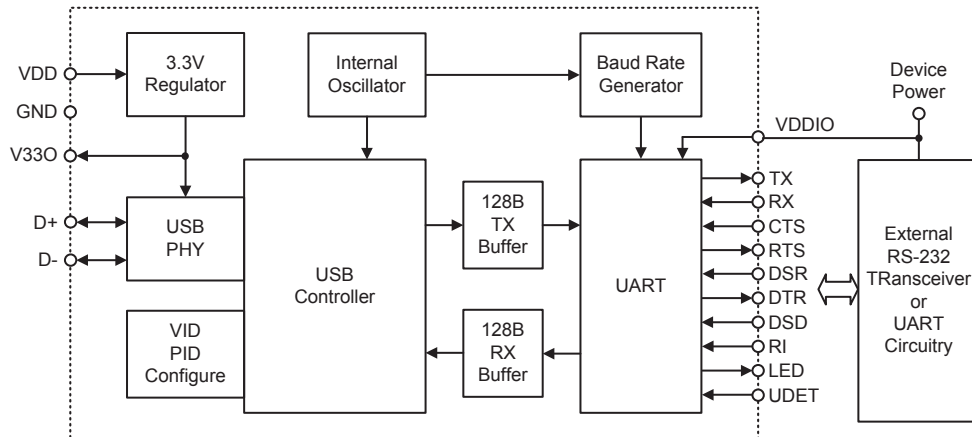 3.3V
Regulator
Internal
Oscillator
Baud Rate
Generator
Device
Power
VDD
GND
V33O
D+
D-
VDDIO
USB
PHY
VID
PID
Configure
USB
Controller
128B
TX
Buffer
128B
RX
Buffer
UART
TX
RX
CTS
RTS
DSR
DTR
DSD
RI
LED
UDET
External
RS-232
TRansceiver
or
UART
Circuitry